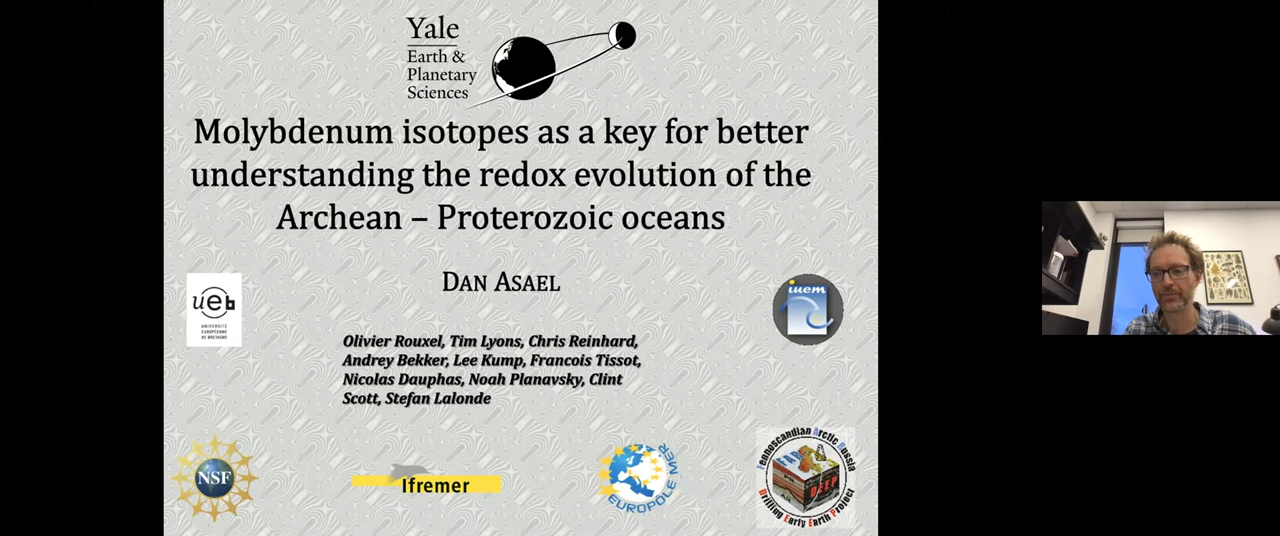 Yale
Earth &
Planetary
Sciences
Molybdenum isotopes as a key for better
understanding the redox evolution of the
Archean – Proterozoic oceans
DAN ASAEL
ueb
UNIVERSITÉ
EUROPÉENNE
DE BRETAGNE
iuem
Olivier Rouxel, Tim Lyons, Chris Reinhard,
Andrey Bekker, Lee Kump, Francois Tissot,
Nicolas Dauphas, Noah Planavsky, Clint
Scott, Stefan Lalonde
NSF
Ifremer
EUROPÔLE MER
Fennoscandian Arctic Russia
FAR
DEEP
Drilling Early Earth Project